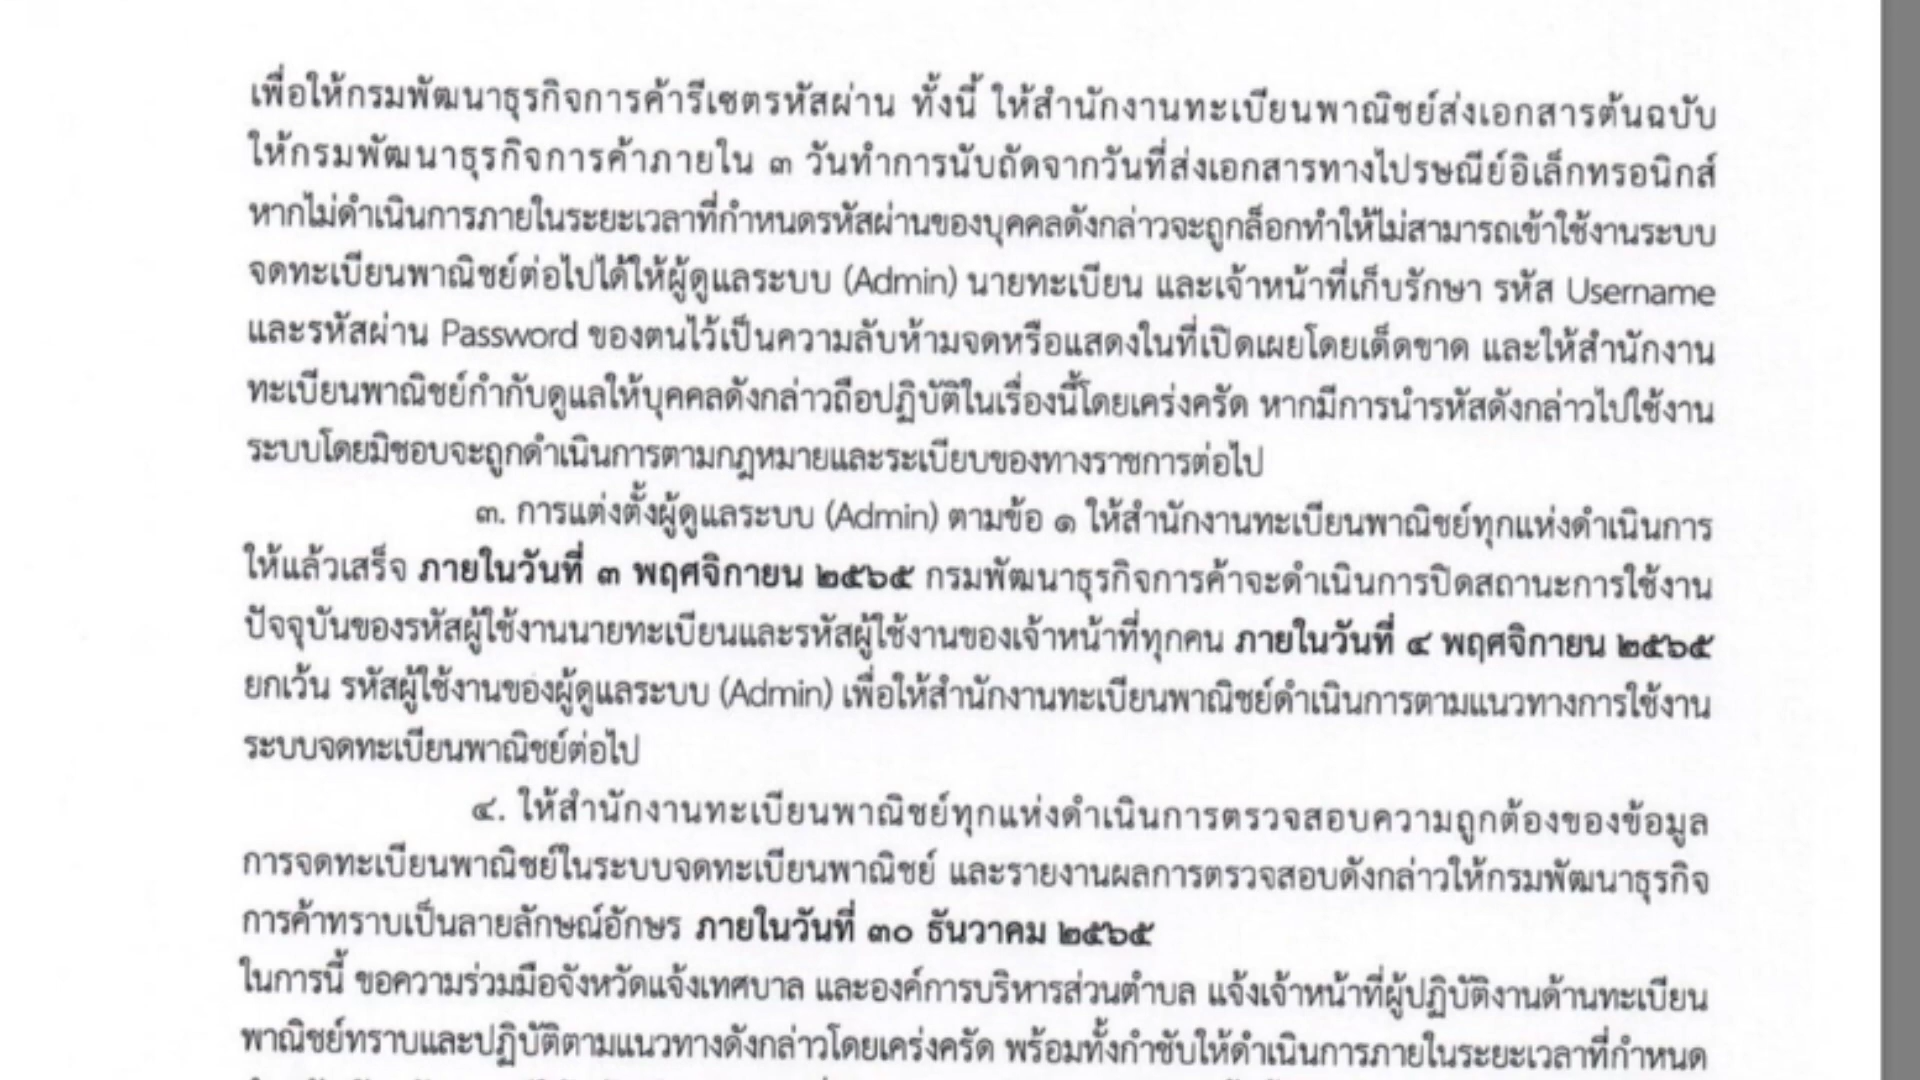 เพื่อให้กรมพัฒนาธุรกิจการค้ารีเซตรหัสผ่าน ทั้งนี้ ให้สำนักงานทะเบียนพาณิชย์ส่งเอกสารต้นฉบับ
ให้กรมพัฒนาธุรกิจการค้าภายใน ๓ วันทำการนับถัดจากวันที่ส่งเอกสารทางไปรษณีย์อิเล็กทรอนิกส์
หากไม่ดำเนินการภายในระยะเวลาที่กำหนดรหัสผ่านของบุคคลดังกล่าวจะถูกล็อกทำให้ไม่สามารถเข้าใช้งานระบบ
จดทะเบียนพาณิชย์ต่อไปได้ให้ผู้ดูแลระบบ (Admin) นายทะเบียน และเจ้าหน้าที่เก็บรักษา รหัส Username
และรหัสผ่าน Password ของตนไว้เป็นความลับห้ามจดหรือแสดงในที่เปิดเผยโดยเด็ดขาด และให้สำนักงาน
ทะเบียนพาณิชย์กำกับดูแลให้บุคคลดังกล่าวถือปฏิบัติในเรื่องนี้โดยเคร่งครัด หากมีการนำรหัสดังกล่าวไปใช้งาน
ระบบโดยมิชอบจะถูกดำเนินการตามกฎหมายและระเบียบของทางราชการต่อไป
๓. การแต่งตั้งผู้ดูแลระบบ (Admin) ตามข้อ ๑ ให้สำนักงานทะเบียนพาณิชย์ทุกแห่งดำเนินการ
ให้แล้วเสร็จ ภายในวันที่ ๓ พฤศจิกายน ๒๕๖๕ กรมพัฒนาธุรกิจการค้าจะดำเนินการปิดสถานะการใช้งาน
ปัจจุบันของรหัสผู้ใช้งานนายทะเบียนและรหัสผู้ใช้งานของเจ้าหน้าที่ทุกคน ภายในวันที่ ๔ พฤศจิกายน ๒๕๖๕
ยกเว้น รหัสผู้ใช้งานของผู้ดูแลระบบ (Admin) เพื่อให้สำนักงานทะเบียนพาณิชย์ดำเนินการตามแนวทางการใช้งาน
ระบบจดทะเบียนพาณิชย์ต่อไป
๔. ให้สำนักงานทะเบียนพาณิชย์ทุกแห่งดำเนินการตรวจสอบความถูกต้องของข้อมูล
การจดทะเบียนพาณิชย์ในระบบจดทะเบียนพาณิชย์ และรายงานผลการตรวจสอบดังกล่าวให้กรมพัฒนาธุรกิจ
การค้าทราบเป็นลายลักษณ์อักษร ภายในวันที่ ๓๐ ธันวาคม ๒๕๖๕
ในการนี้ ขอความร่วมมือจังหวัดแจ้งเทศบาล และองค์การบริหารส่วนตำบล แจ้งเจ้าหน้าที่ผู้ปฏิบัติงานด้านทะเบียน
พาณิชย์ทราบและปฏิบัติตามแนวทางดังกล่าวโดยเคร่งครัด พร้อมทั้งกำชับให้ดำเนินการภายในระยะเวลาที่กำหนด